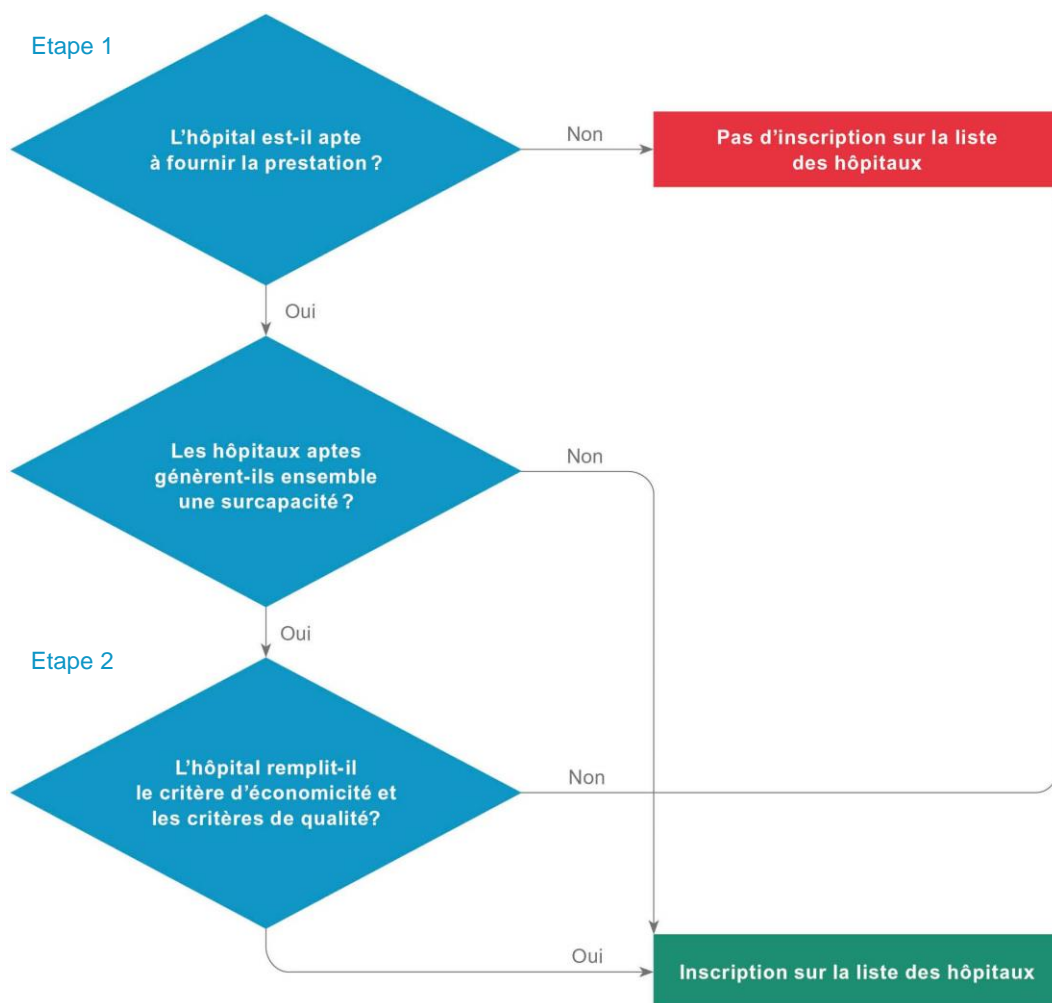 Etape 1
L’hôpital est-il apte
à fournir la prestation ?
Non
Pas d’inscription sur la liste
des hôpitaux
Oui
Les hôpitaux aptes
génèrent-ils ensemble
une surcapacité ?
Non
Oui
Etape 2
L’hôpital remplit-il
le critère d’économicité et
les critères de qualité?
Non
Oui
Inscription sur la liste des hôpitaux